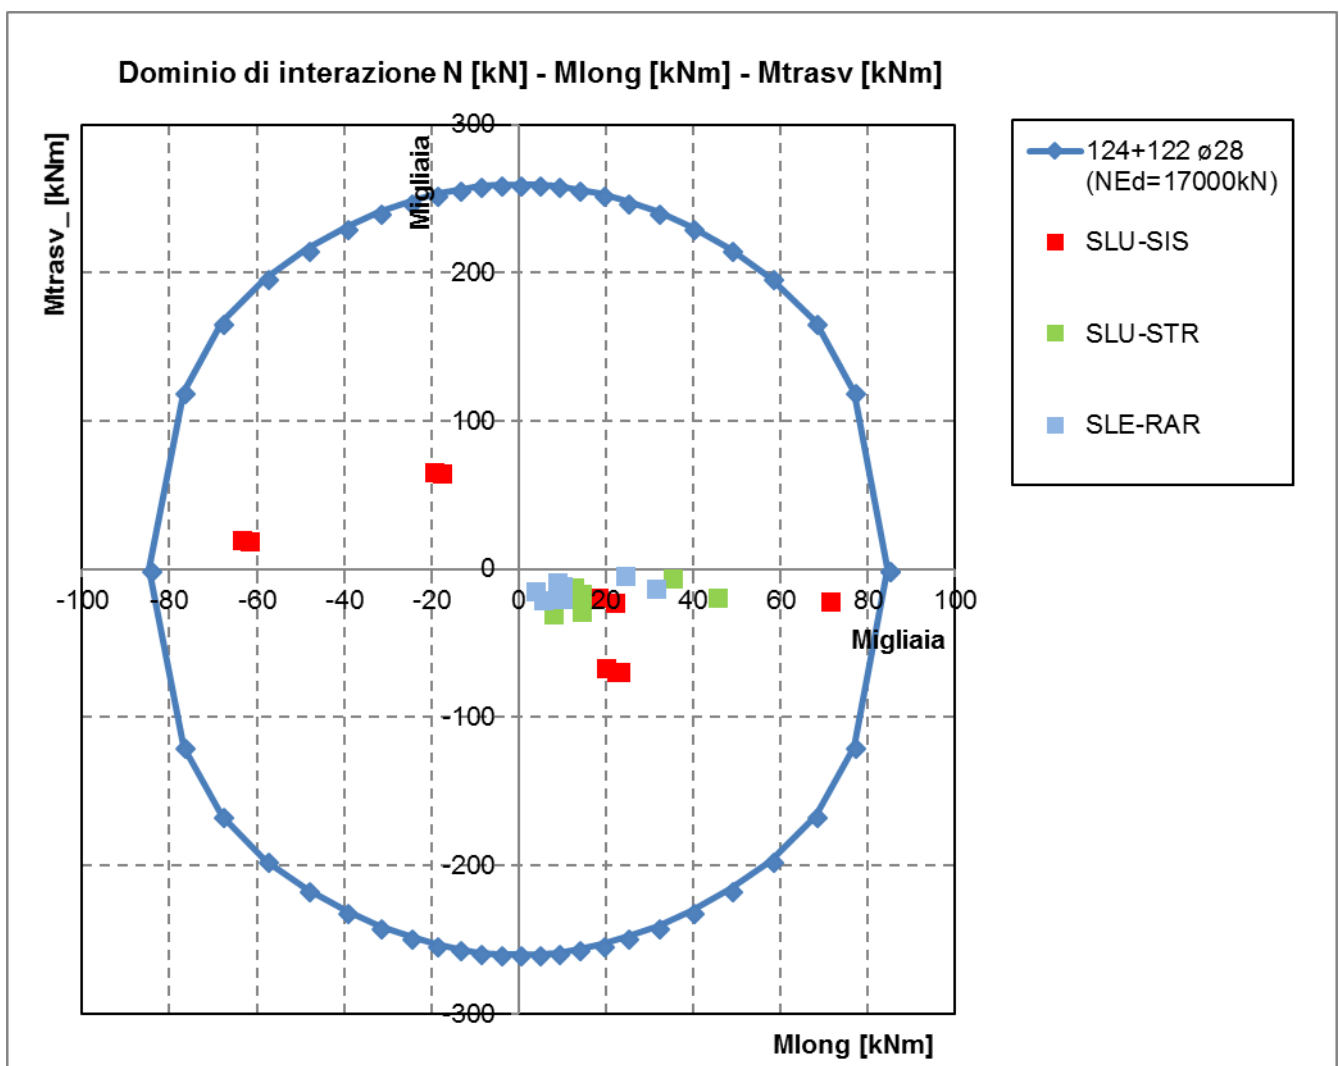 Dominio di interazione N [kN] - Mlong [kNm] - Mtrasv [kNm]
Mtrasv_ [kNm]
Migliaia
300
200
100
0
-100
-200
-300
-100 -80 -60 -40 -20 0 20 40 60 80 100
Migliaia
Mlong [kNm]
124+122 ø28
(NEd=17000kN)
SLU-SIS
SLU-STR
SLE-RAR